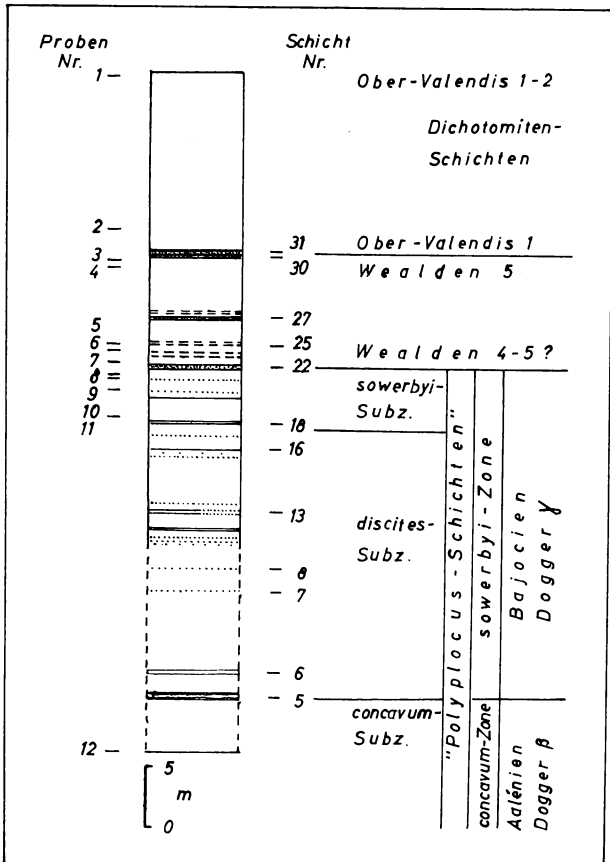 Proben
Nr.
Schicht
Nr.
1
Ober-Valendis 1-2
Dichotomiten-
Schichten
2
3
4
31
30
Ober-Valendis 1
Wealden 5
5
27
6
25
7
22
Wealden 4-5?
8
9
10
11
sowerbyi-
Subz.
18
16
13
discites-
Subz.
8
7
6
5
concavum-
Subz.
12
"Polyplocus-Schichten"
sowerbyi-Zone
concavum-Zone
Bajocien
Dogger γ
Aalénien
Dogger β
5
m
0